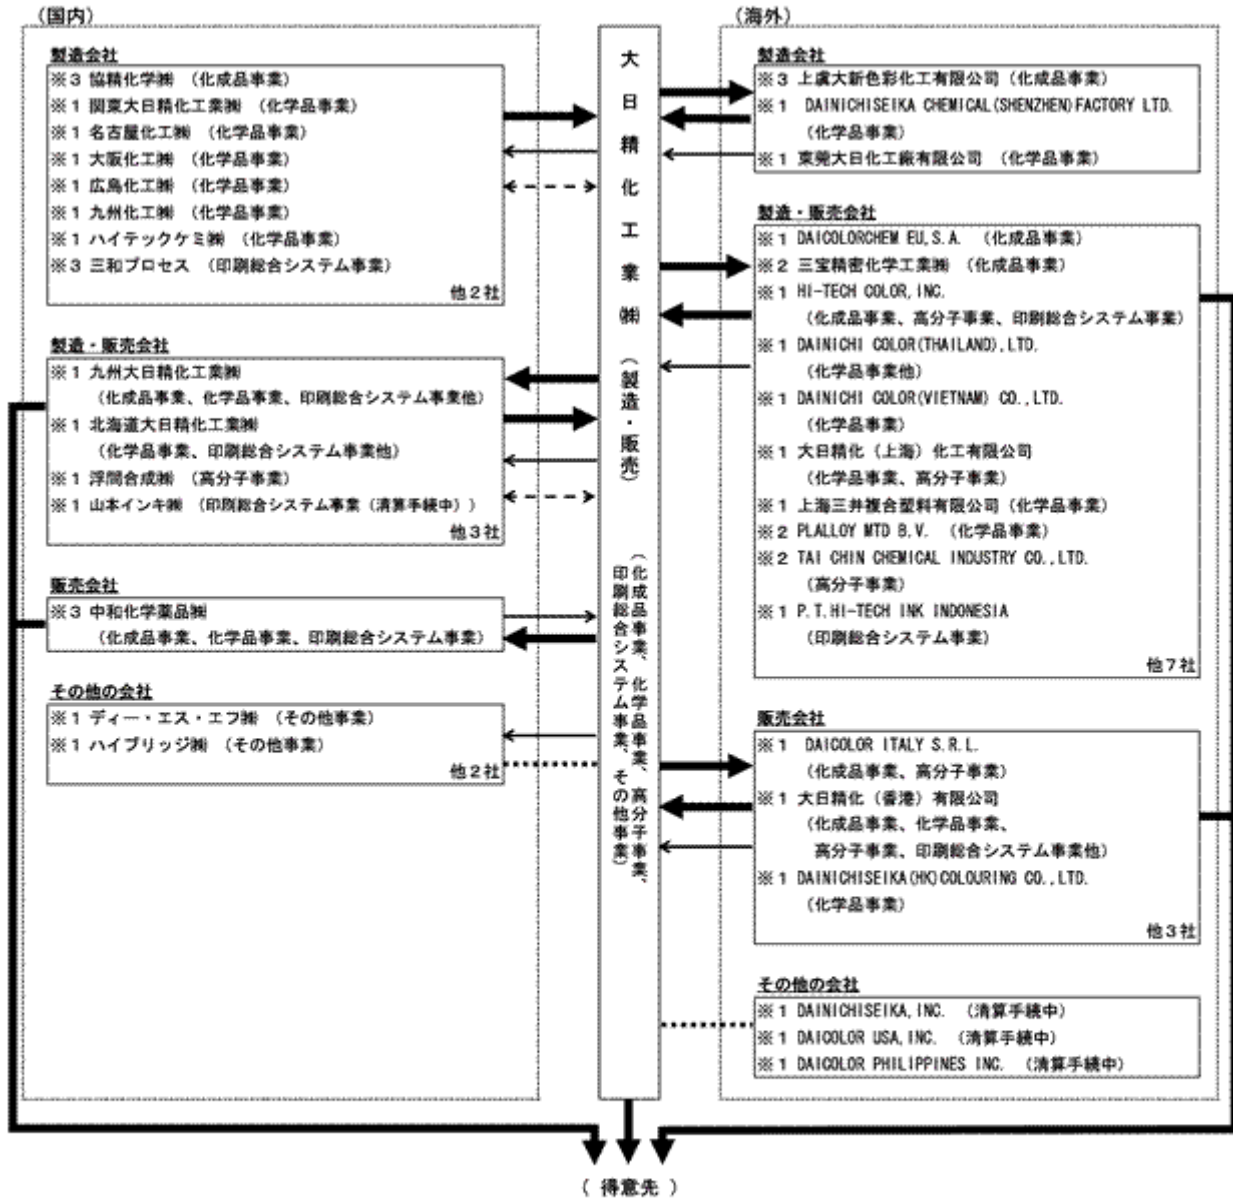 (国内)
製造会社
※3 協精化学㈱ (化成品事業)
※1 関東大日精化工業㈱ (化学品事業)
※1 名古屋化工㈱ (化学品事業)
※1 大阪化工㈱ (化学品事業)
※1 広島化工㈱ (化学品事業)
※1 九州化工㈱ (化学品事業)
※1 ハイテックケミ㈱ (化学品事業)
※3 三和プロセス (印刷総合システム事業)
他2社
製造・販売会社
※1 九州大日精化工業㈱
(化成品事業、化学品事業、印刷総合システム事業他)
※1 北海道大日精化工業㈱
(化学品事業、印刷総合システム事業他)
※1 浮間合成㈱ (高分子事業)
※1 山本インキ㈱ (印刷総合システム事業(清算手続中))
他3社
販売会社
※3 中和化学薬品㈱
(化成品事業、化学品事業、印刷総合システム事業)
その他の会社
※1 ディー・エス・エフ㈱ (その他事業)
※1 ハイブリッジ㈱ (その他事業)
他2社
大日精化工業㈱(製造・販売)
(化成品事業、化学品事業、高分子事業、
印刷総合システム事業、その他事業)
(海外)
製造会社
※3 上虞大新色彩化工有限公司 (化成品事業)
※1 DAINICHISEIKA CHEMICAL(SHENZHEN)FACTORY LTD.
(化学品事業)
※1 東莞大日化工廠有限公司 (化学品事業)
製造・販売会社
※1 DAICOLORCHEM EU,S.A. (化成品事業)
※2 三宝精密化学工業㈱ (化成品事業)
※1 HI-TECH COLOR,INC.
(化成品事業、高分子事業、印刷総合システム事業)
※1 DAINICHI COLOR(THAILAND),LTD.
(化学品事業他)
※1 DAINICHI COLOR(VIETNAM) CO.,LTD.
(化学品事業)
※1 大日精化(上海)化工有限公司
(化学品事業、高分子事業)
※1 上海三井複合塑料有限公司 (化学品事業)
※2 PLALLOY MTD B.V. (化学品事業)
※2 TAI CHIN CHEMICAL INDUSTRY CO.,LTD.
(高分子事業)
※1 P.T.HI-TECH INK INDONESIA
(印刷総合システム事業)
他7社
販売会社
※1 DAICOLOR ITALY S.R.L.
(化成品事業、高分子事業)
※1 大日精化(香港)有限公司
(化成品事業、化学品事業、
高分子事業、印刷総合システム事業他)
※1 DAINICHISEIKA(HK)COLOURING CO.,LTD.
(化学品事業)
他3社
その他の会社
※1 DAINICHISEIKA,INC. (清算手続中)
※1 DAICOLOR USA,INC. (清算手続中)
※1 DAICOLOR PHILIPPINES INC. (清算手続中)
( 得意先 )